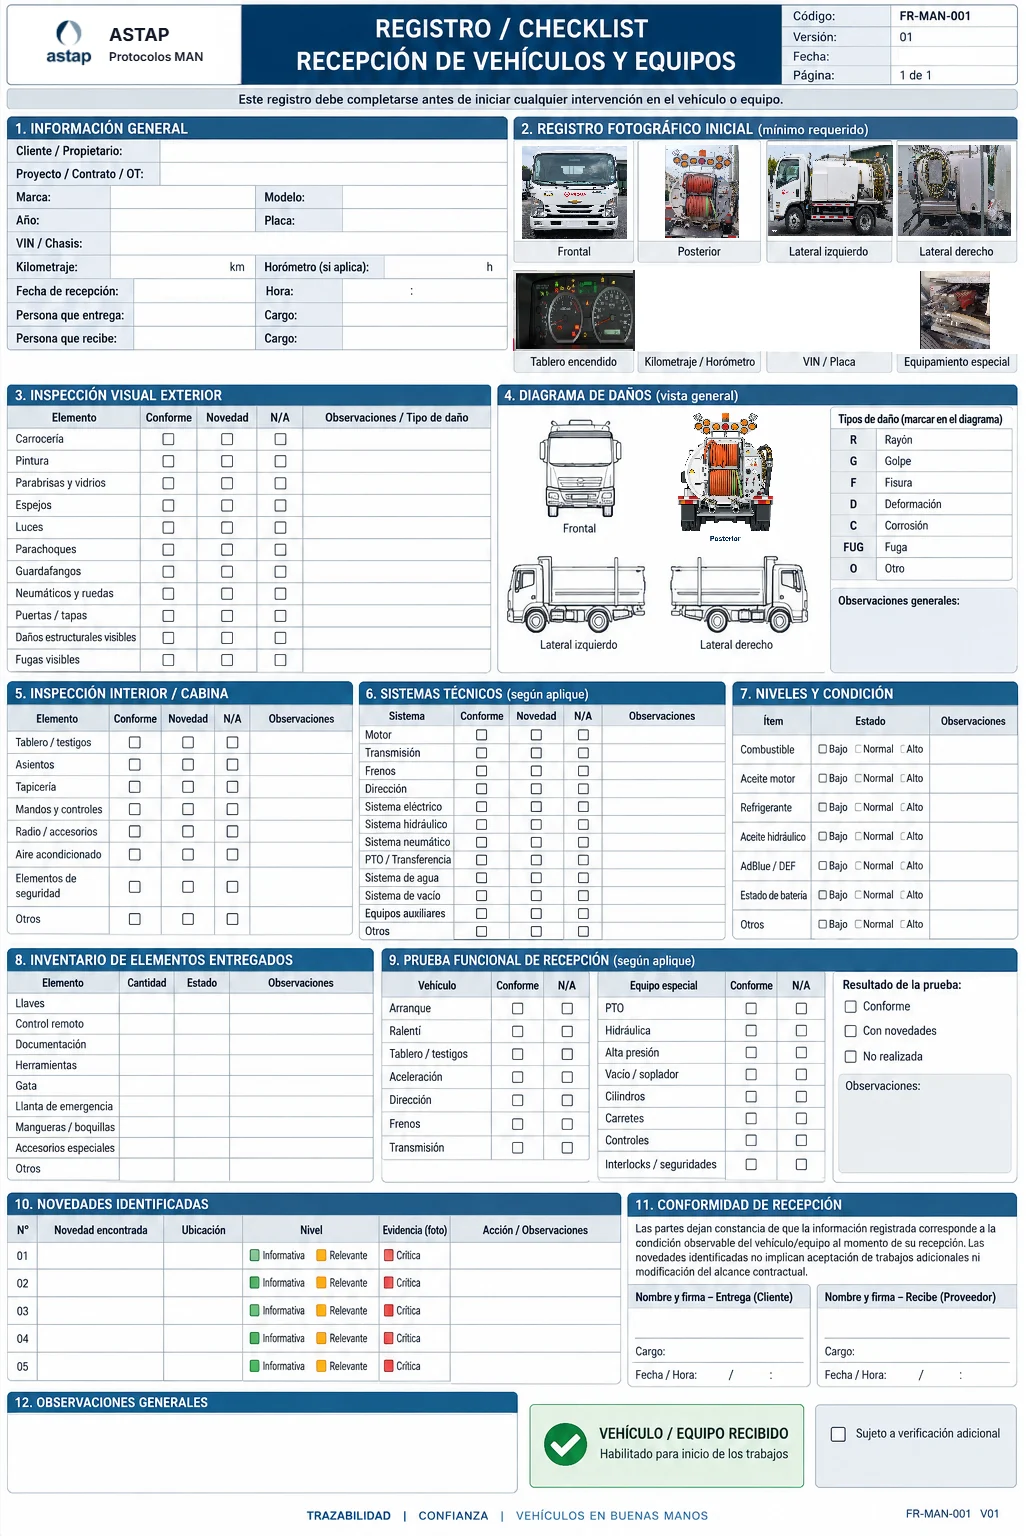 astap
ASTAP
Protocolos MAN
REGISTRO / CHECKLIST
RECEPCIÓN DE VEHÍCULOS Y EQUIPOS
Código: FR-MAN-001
Versión: 01
Fecha:
Página: 1 de 1
Este registro debe completarse antes de iniciar cualquier intervención en el vehículo o equipo.
1. INFORMACIÓN GENERAL
Cliente / Propietario:
Proyecto / Contrato / OT:
Marca: Modelo:
Año: Placa:
VIN / Chasis:
Kilometraje: km Horómetro (si aplica): h
Fecha de recepción: Hora: :
Persona que entrega: Cargo:
Persona que recibe: Cargo:
2. REGISTRO FOTOGRÁFICO INICIAL (mínimo requerido)
Frontal Posterior Lateral izquierdo Lateral derecho
Tablero encendido Kilometraje / Horómetro VIN / Placa Equipamiento especial
3. INSPECCIÓN VISUAL EXTERIOR
Elemento Conforme Novedad N/A Observaciones / Tipo de daño
Carrocería
Pintura
Parabrisas y vidrios
Espejos
Luces
Parachoques
Guardafangos
Neumáticos y ruedas
Puertas / tapas
Daños estructurales visibles
Fugas visibles
4. DIAGRAMA DE DAÑOS (vista general)
Frontal
Posterior
Lateral izquierdo Lateral derecho
Tipos de daño (marcar en el diagrama)
R Rayón
G Golpe
F Fisura
D Deformación
C Corrosión
FUG Fuga
O Otro
Observaciones generales:
5. INSPECCIÓN INTERIOR / CABINA
Elemento Conforme Novedad N/A Observaciones
Tablero / testigos
Asientos
Tapicería
Mandos y controles
Radio / accesorios
Aire acondicionado
Elementos de
seguridad
Otros
6. SISTEMAS TÉCNICOS (según aplique)
Sistema Conforme Novedad N/A Observaciones
Motor
Transmisión
Frenos
Dirección
Sistema eléctrico
Sistema hidráulico
Sistema neumático
PTO / Transferencia
Sistema de agua
Sistema de vacío
Equipos auxiliares
Otros
7. NIVELES Y CONDICIÓN
Ítem Estado Observaciones
Combustible Bajo Normal Alto
Aceite motor Bajo Normal Alto
Refrigerante Bajo Normal Alto
Aceite hidráulico Bajo Normal Alto
AdBlue / DEF Bajo Normal Alto
Estado de batería Bajo Normal Alto
Otros Bajo Normal Alto
8. INVENTARIO DE ELEMENTOS ENTREGADOS
Elemento Cantidad Estado Observaciones
Llaves
Control remoto
Documentación
Herramientas
Gata
Llanta de emergencia
Mangueras / boquillas
Accesorios especiales
Otros
9. PRUEBA FUNCIONAL DE RECEPCIÓN (según aplique)
Vehículo Conforme N/A
Arranque
Ralentí
Tablero / testigos
Aceleración
Dirección
Frenos
Transmisión
Equipo especial Conforme N/A
PTO
Hidráulica
Alta presión
Vacío / soplador
Cilindros
Carretes
Controles
Interlocks / seguridades
Resultado de la prueba:
Conforme
Con novedades
No realizada
Observaciones:
10. NOVEDADES IDENTIFICADAS
N° Novedad encontrada Ubicación Nivel Evidencia (foto) Acción / Observaciones
01 Informativa Relevante Crítica
02 Informativa Relevante Crítica
03 Informativa Relevante Crítica
04 Informativa Relevante Crítica
05 Informativa Relevante Crítica
11. CONFORMIDAD DE RECEPCIÓN
Las partes dejan constancia de que la información registrada corresponde a la
condición observable del vehículo/equipo al momento de su recepción. Las
novedades identificadas no implican aceptación de trabajos adicionales ni
modificación del alcance contractual.
Nombre y firma – Entrega (Cliente) Nombre y firma – Recibe (Proveedor)
Cargo: Cargo:
Fecha / Hora: / : Fecha / Hora: / :
12. OBSERVACIONES GENERALES
VEHÍCULO / EQUIPO RECIBIDO
Habilitado para inicio de los trabajos
Sujeto a verificación adicional
TRAZABILIDAD | CONFIANZA | VEHÍCULOS EN BUENAS MANOS
FR-MAN-001 V01